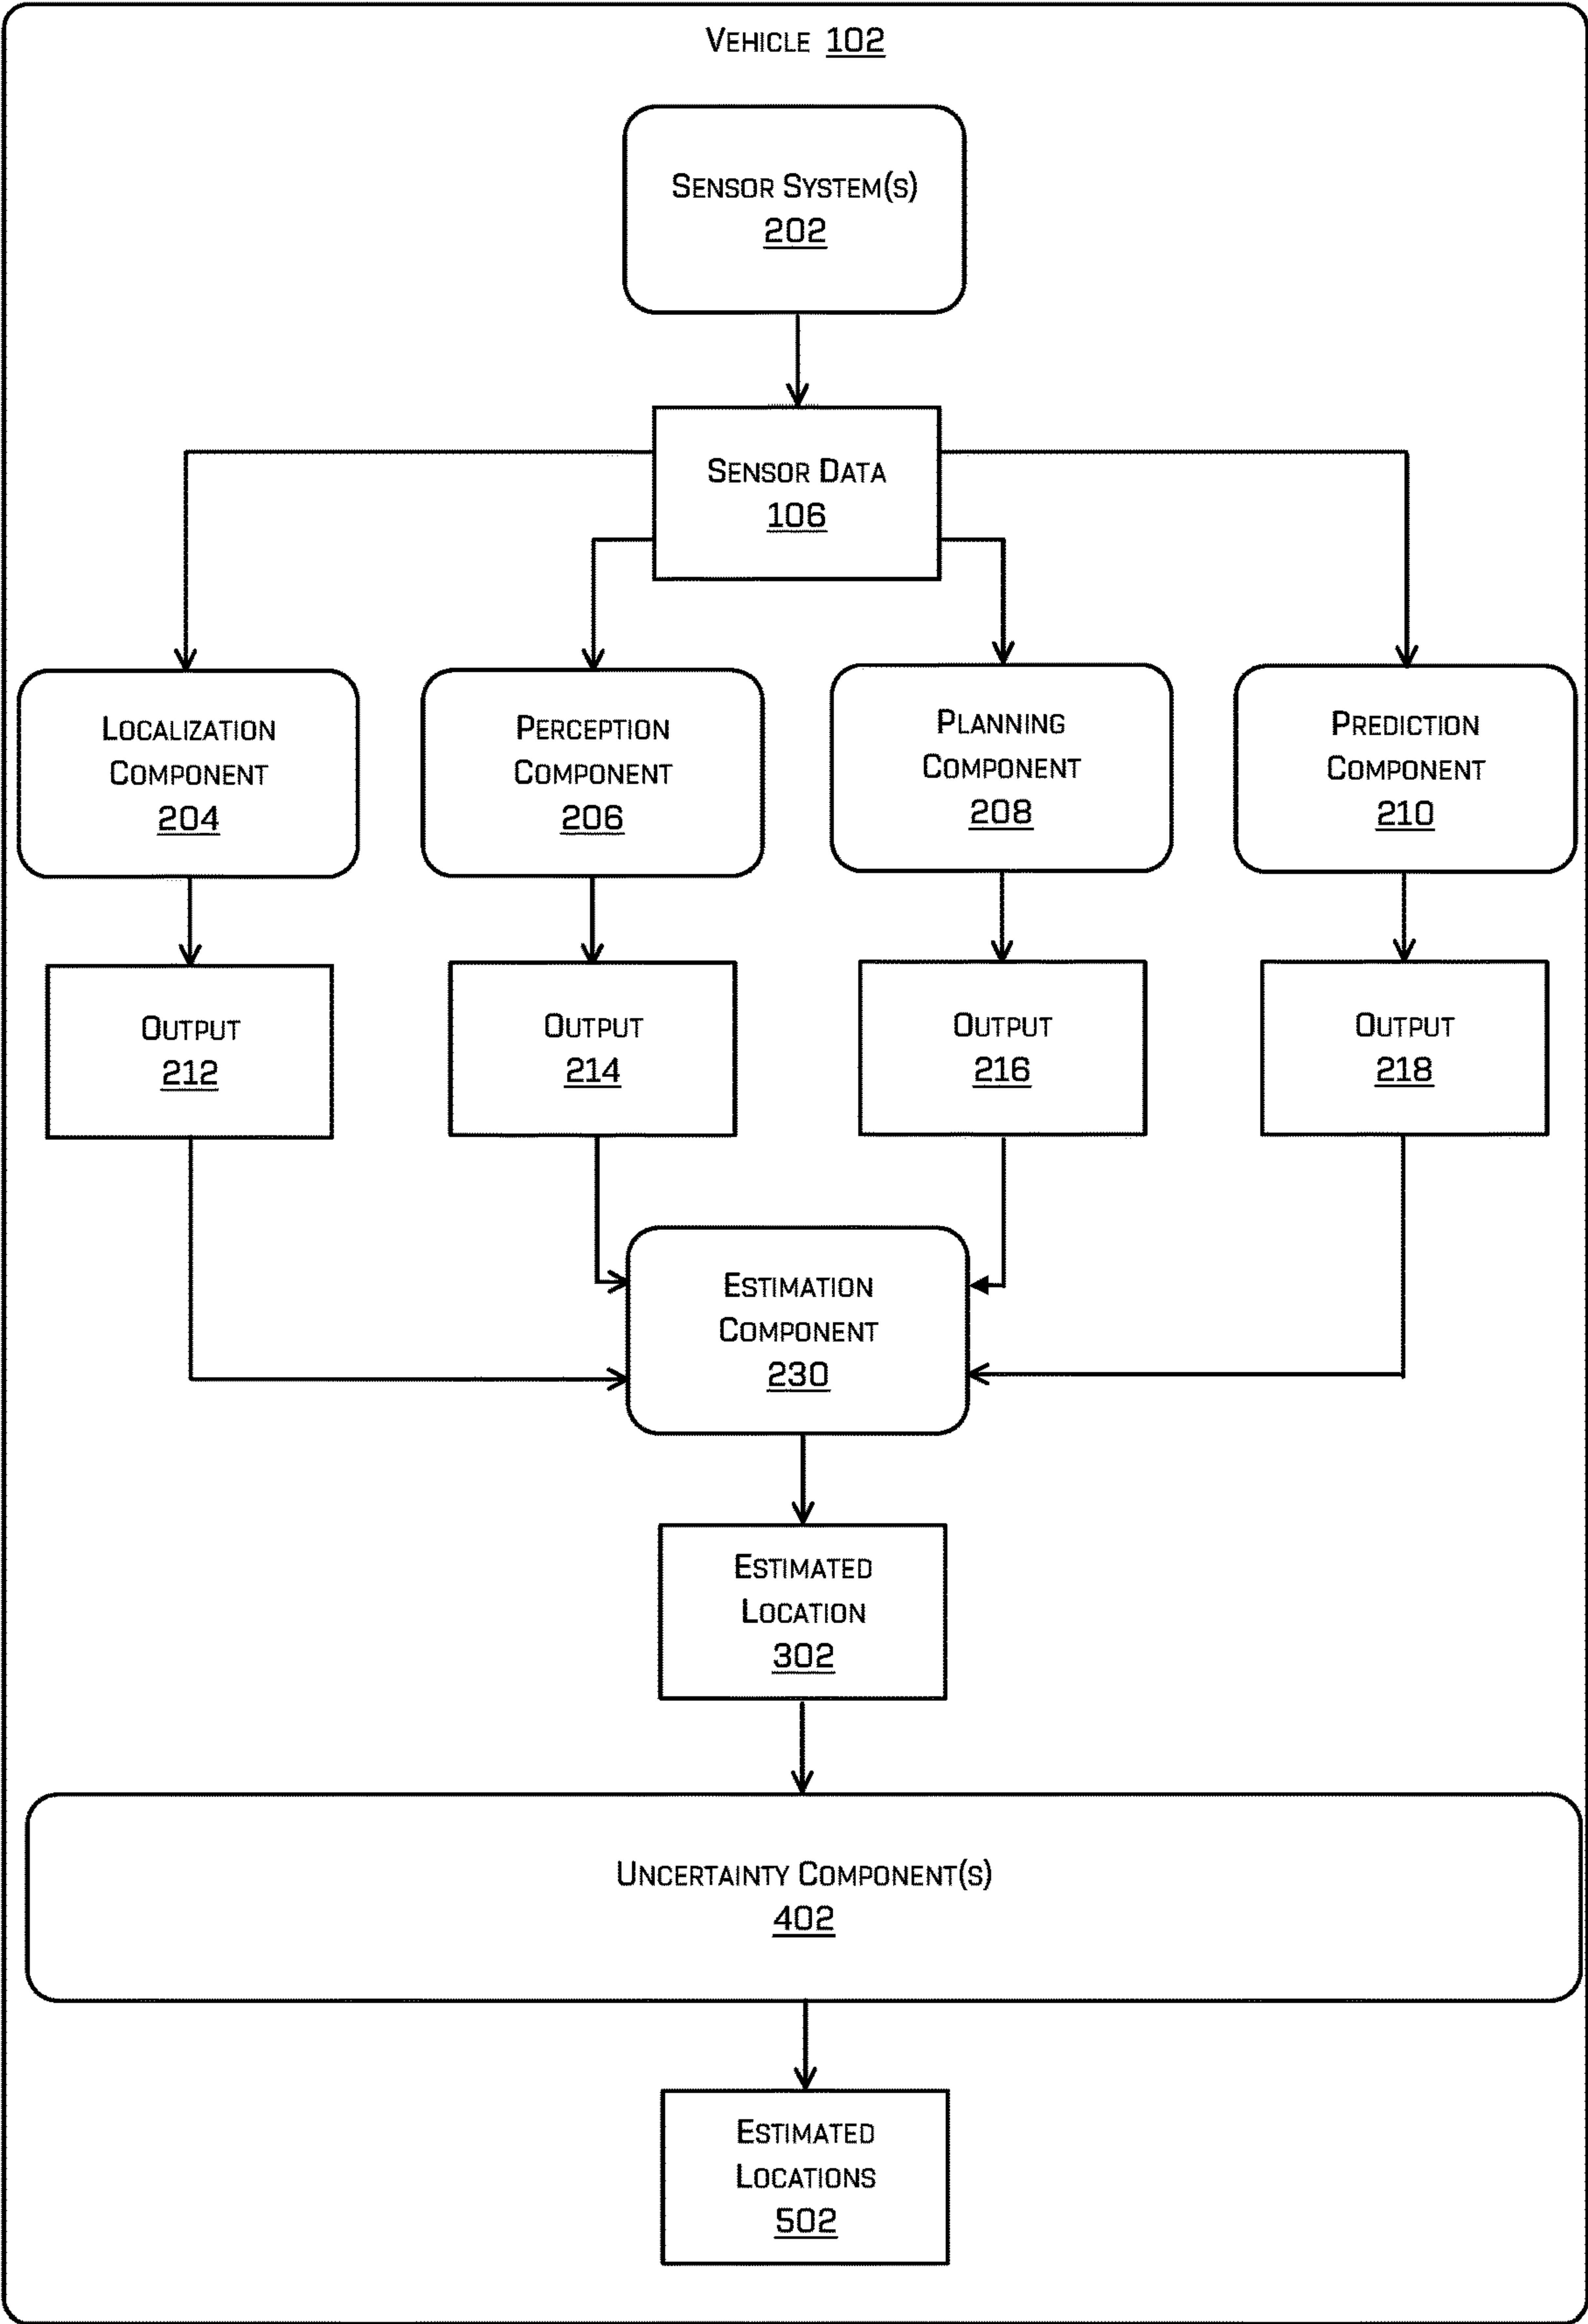 Vehicle 102
Sensor System(s)
202
Sensor Data
106
Localization
Component
204
Perception
Component
206
Planning
Component
208
Prediction
Component
210
Output
212
Output
214
Output
216
Output
218
Estimation
Component
230
Estimated
Location
302
Uncertainty Component(s)
402
Estimated
Locations
502